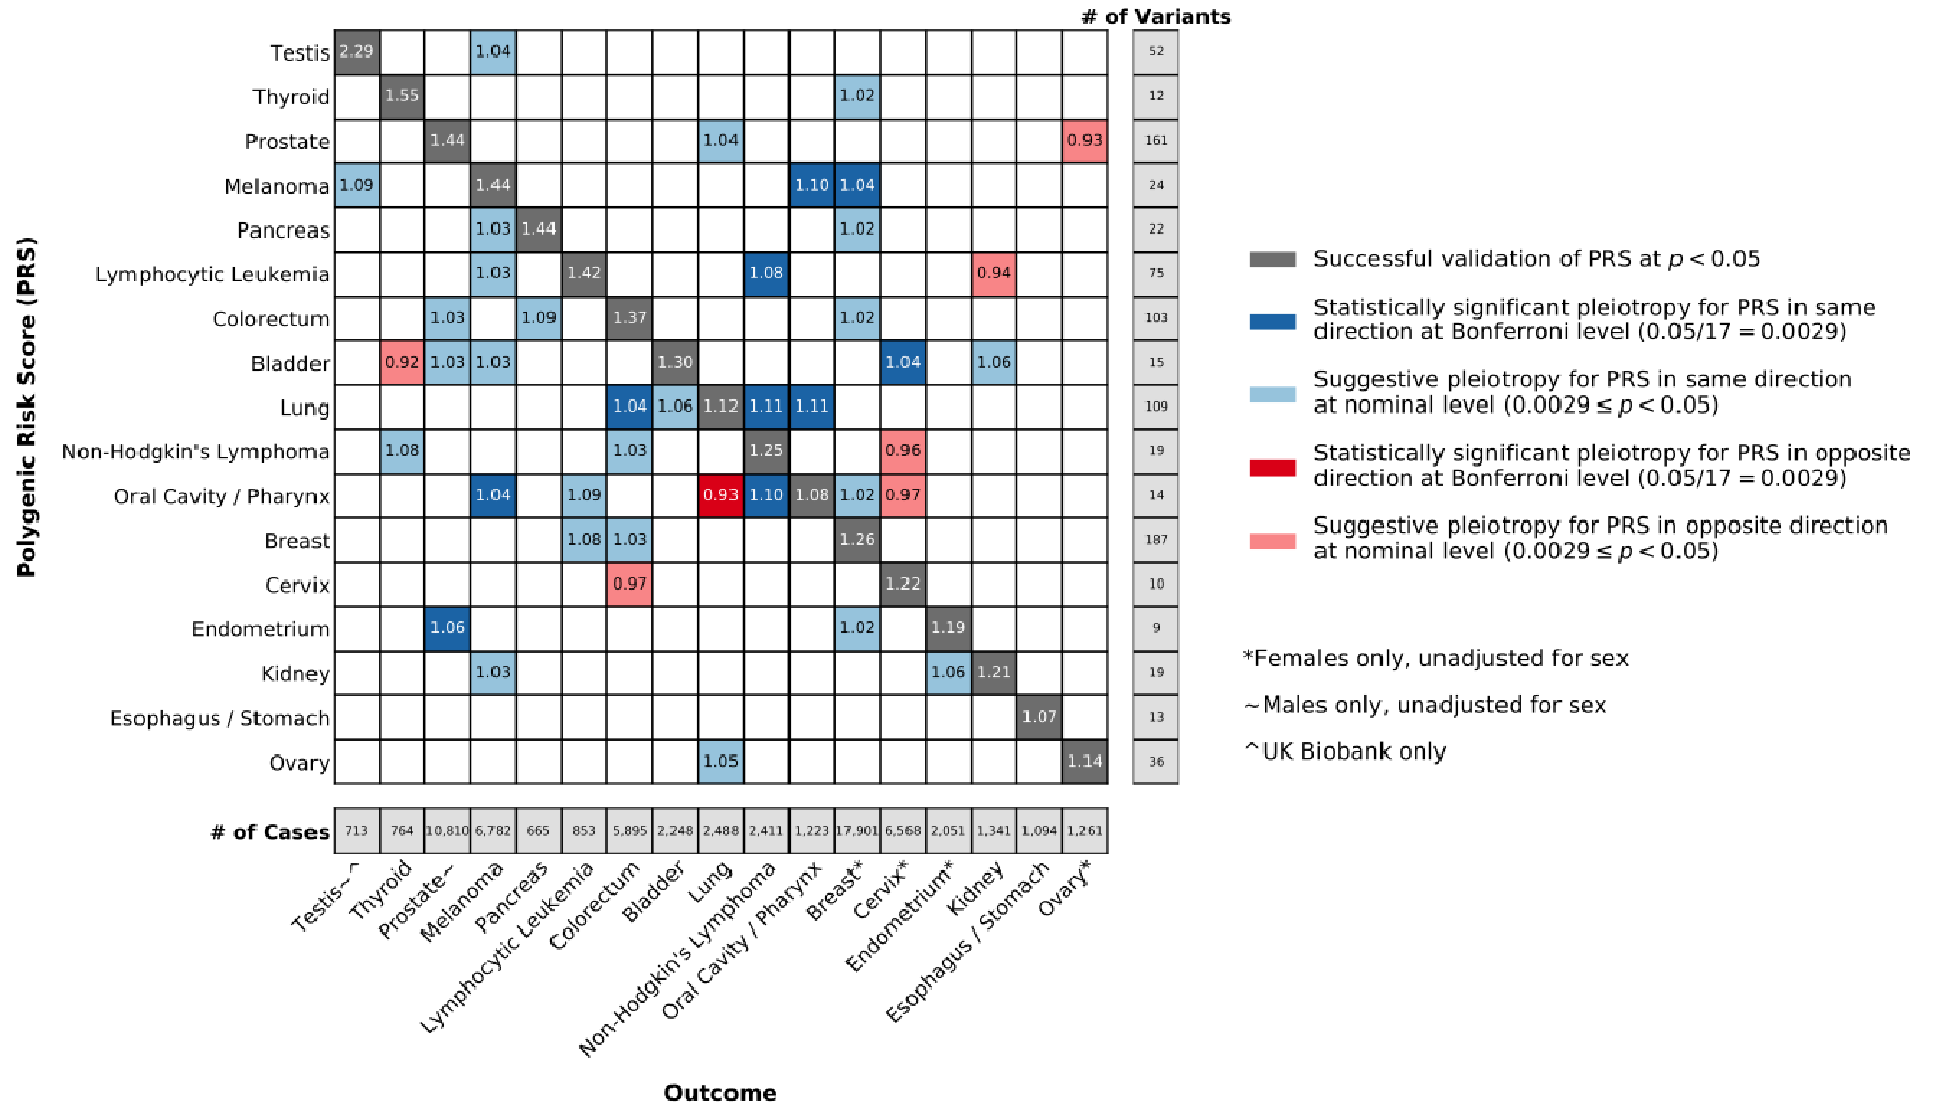 # of Variants
Testis 2.29 1.04 52
Thyroid 1.55 1.02 12
Prostate 1.44 1.04 0.93 161
Melanoma 1.09 1.44 1.10 1.04 24
Pancreas 1.03 1.44 1.02 22
Lymphocytic Leukemia 1.03 1.42 1.08 0.94 75
Colorectum 1.03 1.09 1.37 1.02 103
Bladder 0.92 1.03 1.03 1.30 1.04 1.06 15
Lung 1.04 1.06 1.12 1.11 1.11 109
Non-Hodgkin's Lymphoma 1.08 1.03 1.25 0.96 19
Oral Cavity / Pharynx 1.04 1.09 0.93 1.10 1.08 1.02 0.97 14
Breast 1.08 1.03 1.26 187
Cervix 0.97 1.22 10
Endometrium 1.06 1.02 1.19 9
Kidney 1.03 1.06 1.21 19
Esophagus / Stomach 1.07 13
Ovary 1.05 1.14 36
Polygenic Risk Score (PRS)
# of Cases 713 764 10,810 6,782 665 853 5,895 2,248 2,488 2,411 1,223 17,901 6,568 2,051 1,341 1,094 1,261
Testis~^
Thyroid
Prostate~
Melanoma
Pancreas
Lymphocytic Leukemia
Colorectum
Bladder
Lung
Non-Hodgkin's Lymphoma
Oral Cavity / Pharynx
Breast*
Cervix*
Endometrium*
Kidney
Esophagus / Stomach
Ovary*
Outcome
Successful validation of PRS at p < 0.05
Statistically significant pleiotropy for PRS in same
direction at Bonferroni level (0.05/17 = 0.0029)
Suggestive pleiotropy for PRS in same direction
at nominal level (0.0029 ≤ p < 0.05)
Statistically significant pleiotropy for PRS in opposite
direction at Bonferroni level (0.05/17 = 0.0029)
Suggestive pleiotropy for PRS in opposite direction
at nominal level (0.0029 ≤ p < 0.05)
*Females only, unadjusted for sex
~Males only, unadjusted for sex
^UK Biobank only